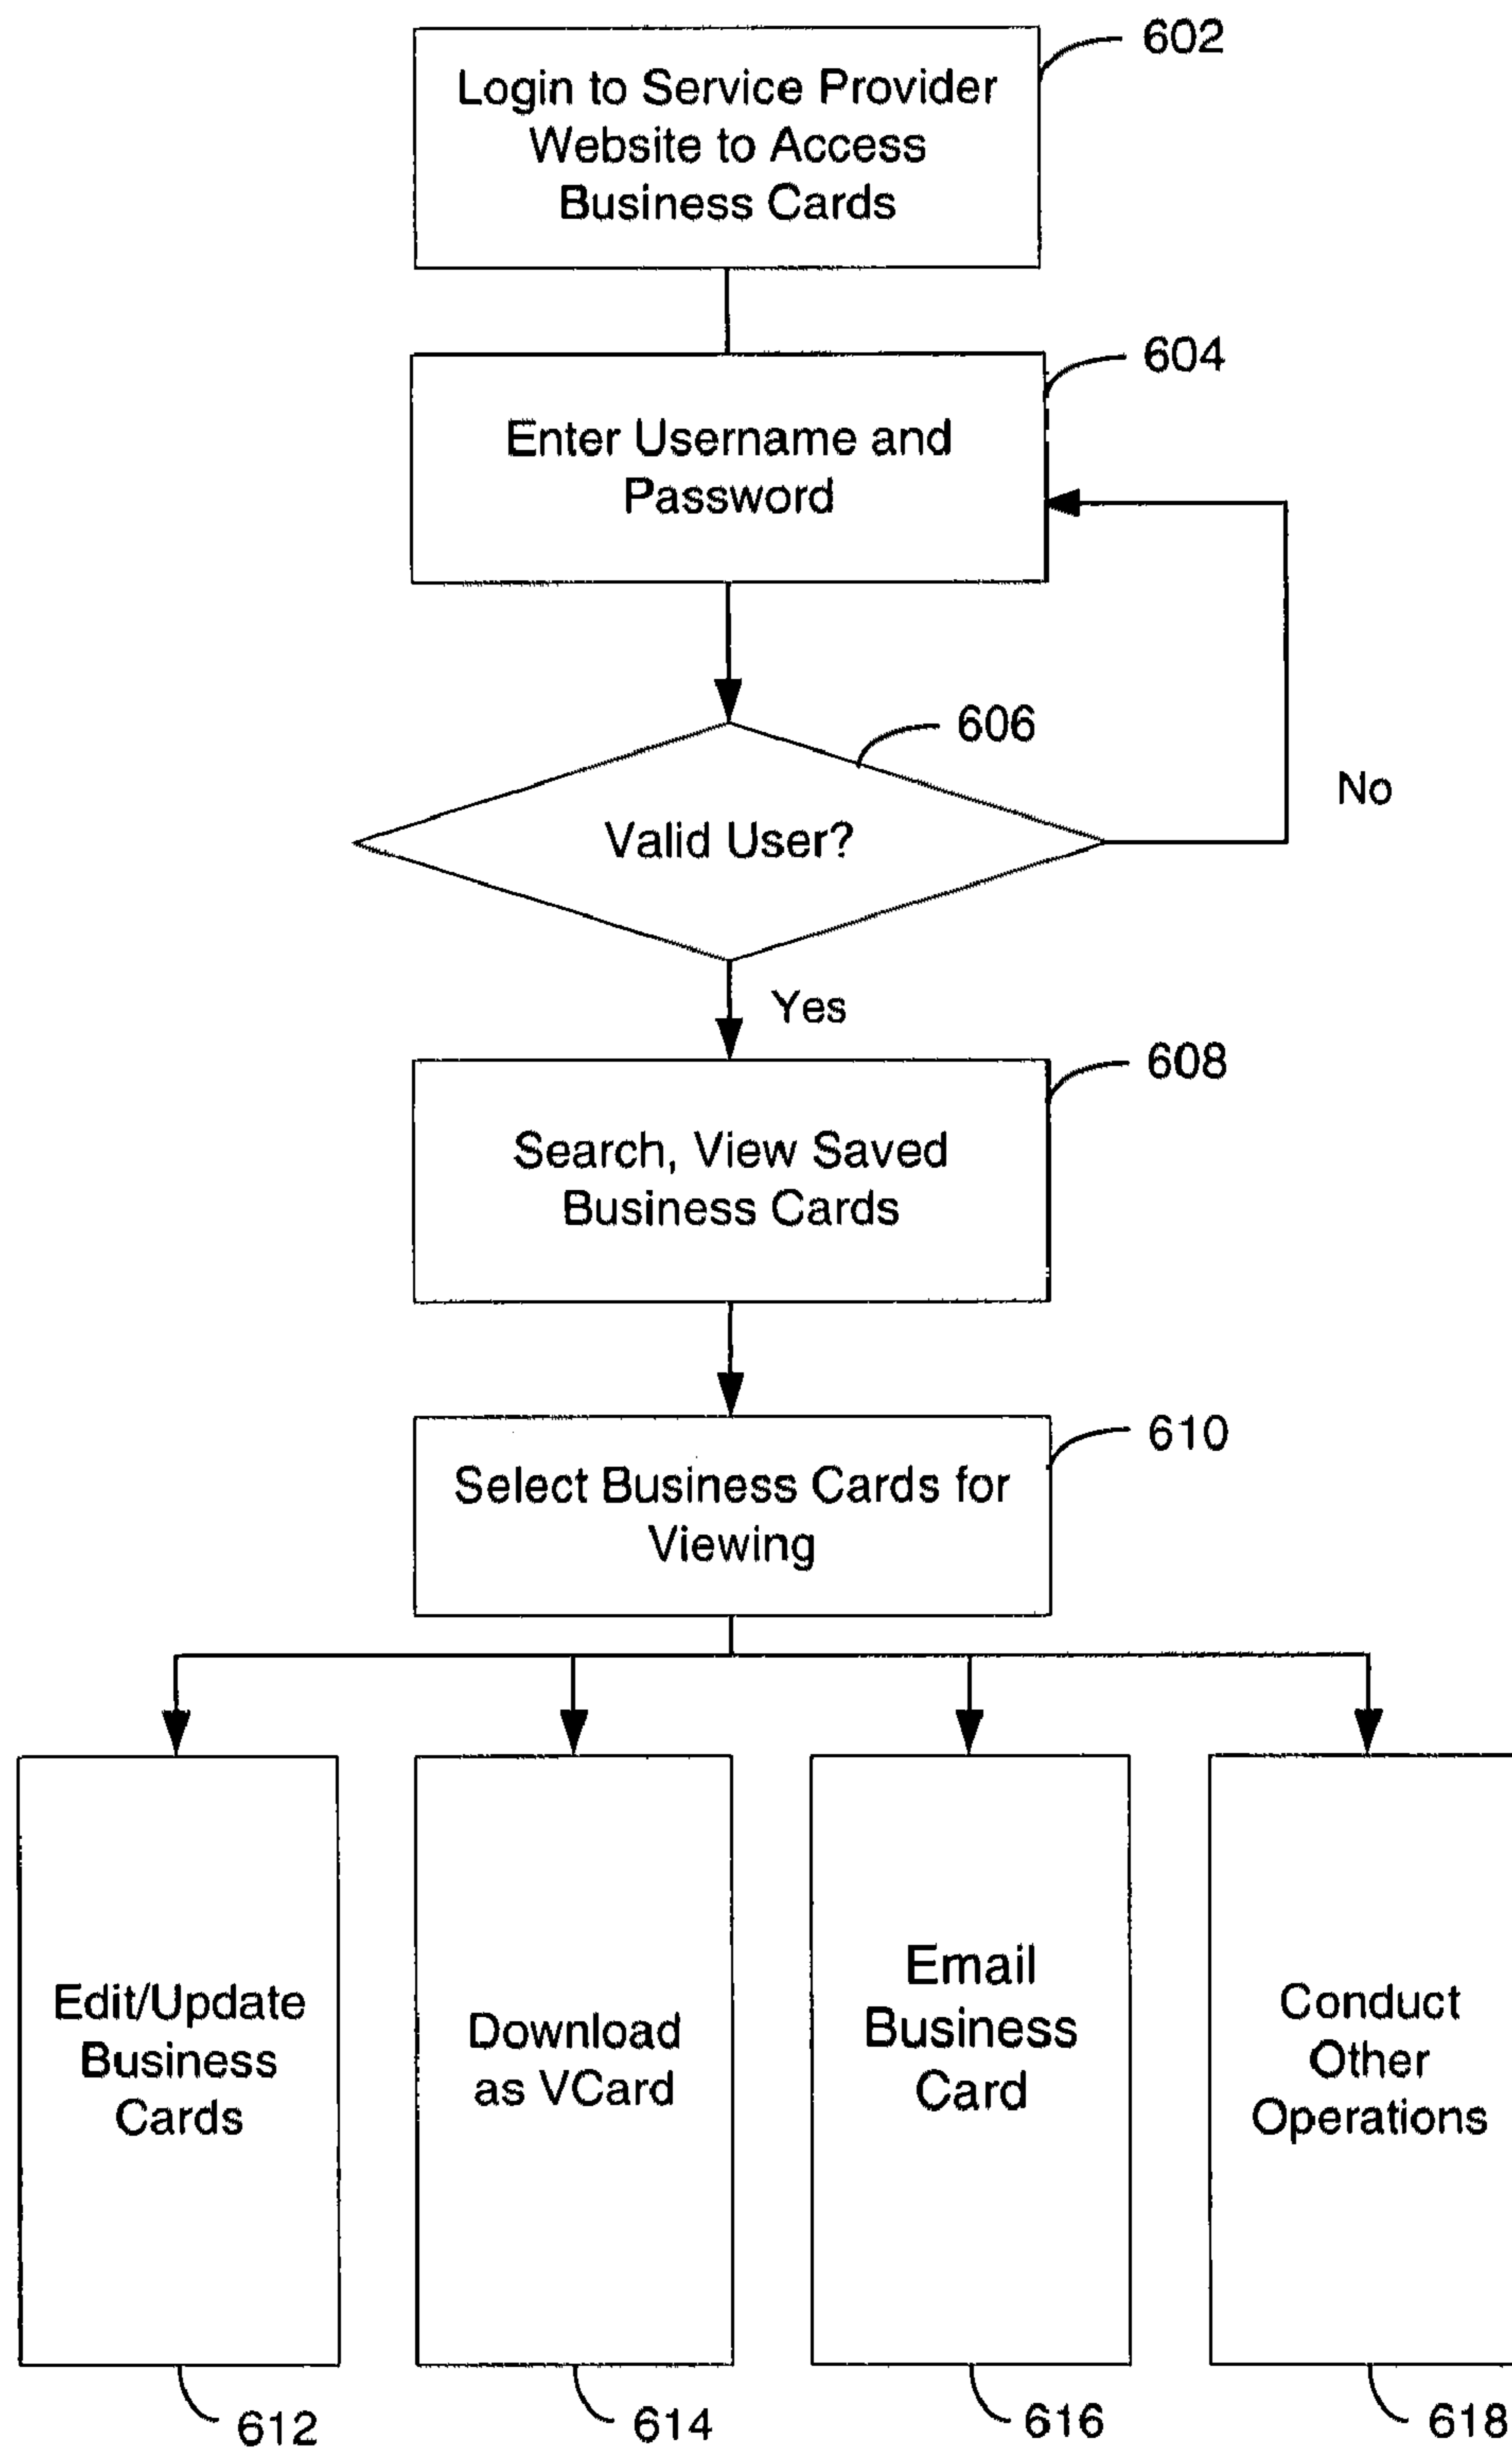 602
Login to Service Provider
Website to Access
Business Cards
604
Enter Username and
Password
606
Valid User?
No
Yes
608
Search, View Saved
Business Cards
610
Select Business Cards for
Viewing
Edit/Update
Business
Cards
Download
as VCard
Email
Business
Card
Conduct
Other
Operations
612
614
616
618